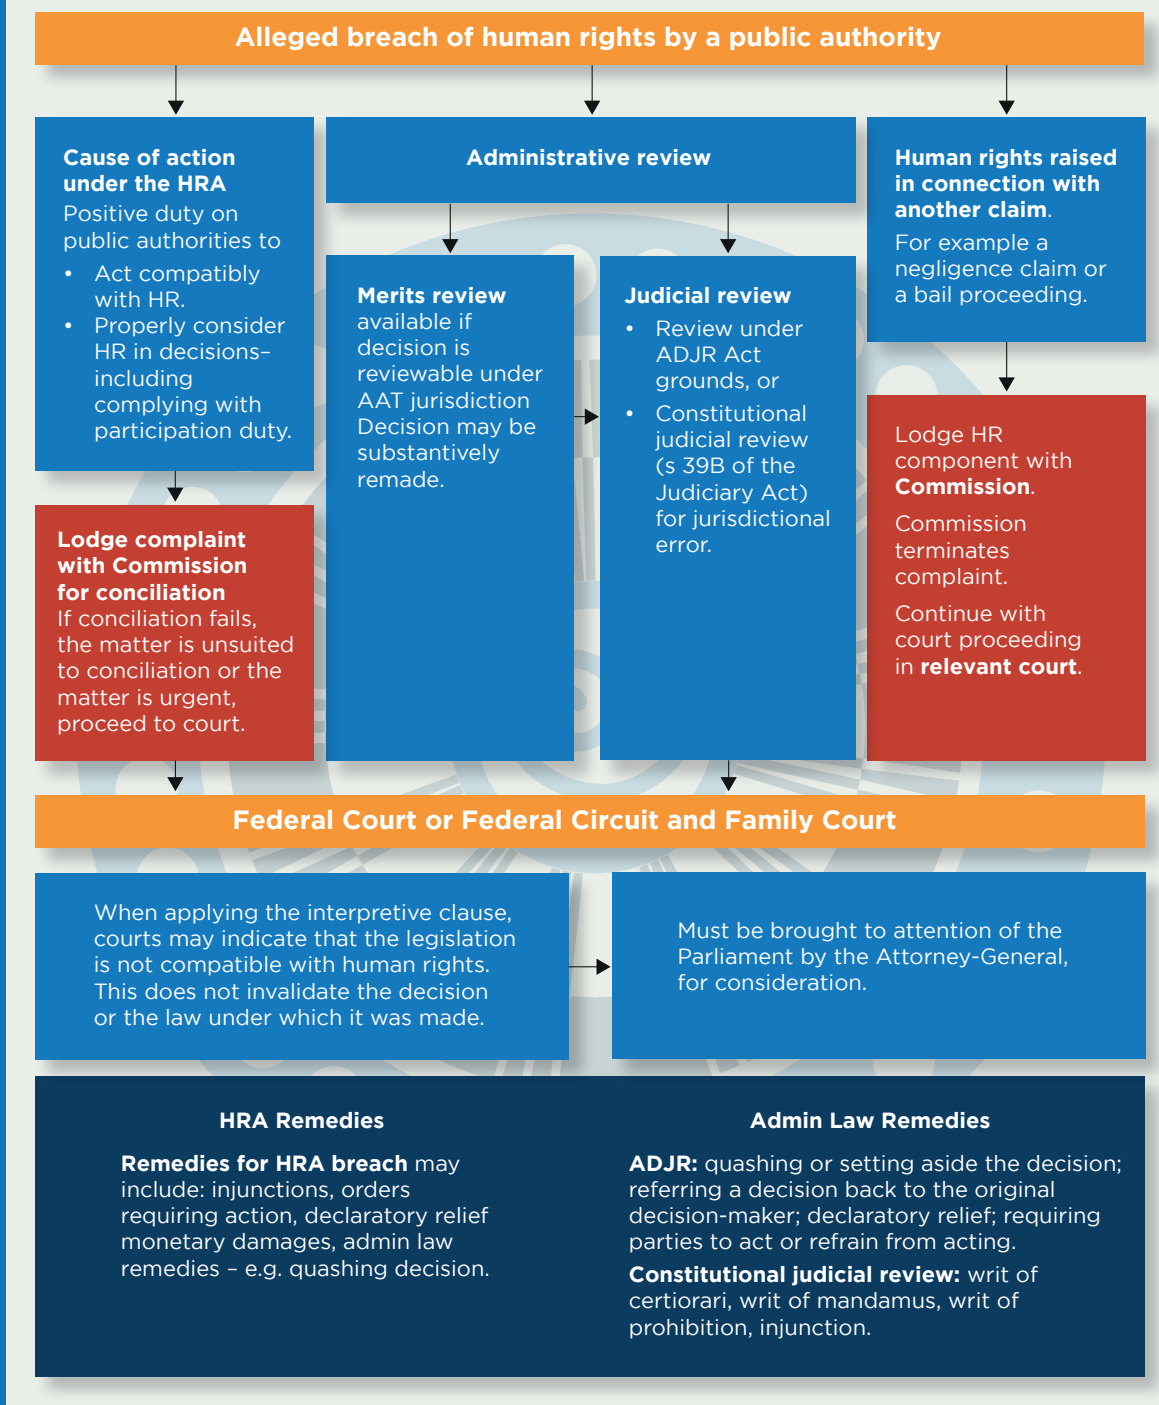 Alleged breach of human rights by a public authority
Cause of action
under the HRA
Positive duty on
public authorities to
• Act compatibly
with HR.
• Properly consider
HR in decisions–
including
complying with
participation duty.
Lodge complaint
with Commission
for conciliation
If conciliation fails,
the matter is unsuited
to conciliation or the
matter is urgent,
proceed to court.
Administrative review
Merits review
available if
decision is
reviewable under
AAT jurisdiction
Decision may be
substantively
remade.
Judicial review
• Review under
ADJR Act
grounds, or
• Constitutional
judicial review
(s 39B of the
Judiciary Act)
for jurisdictional
error.
Human rights raised
in connection with
another claim.
For example a
negligence claim or
a bail proceeding.
Lodge HR
component with
Commission.
Commission
terminates
complaint.
Continue with
court proceeding
in relevant court.
Federal Court or Federal Circuit and Family Court
When applying the interpretive clause,
courts may indicate that the legislation
is not compatible with human rights.
This does not invalidate the decision
or the law under which it was made.
Must be brought to attention of the
Parliament by the Attorney-General,
for consideration.
HRA Remedies
Remedies for HRA breach may
include: injunctions, orders
requiring action, declaratory relief
monetary damages, admin law
remedies – e.g. quashing decision.
Admin Law Remedies
ADJR: quashing or setting aside the decision;
referring a decision back to the original
decision-maker; declaratory relief; requiring
parties to act or refrain from acting.
Constitutional judicial review: writ of
certiorari, writ of mandamus, writ of
prohibition, injunction.